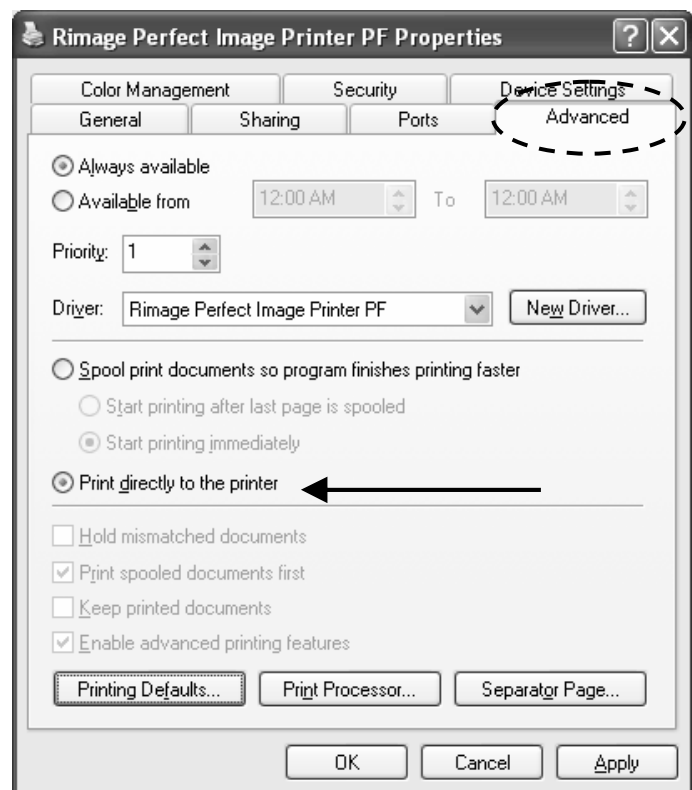 Rimage Perfect Image Printer PF Properties
Color Management Security Device Settings
General Sharing Ports Advanced
Always available
Available from 12:00 AM To 12:00 AM
Priority: 1
Driver: Rimage Perfect Image Printer PF New Driver...
Spool print documents so program finishes printing faster
Start printing after last page is spooled
Start printing immediately
Print directly to the printer
Hold mismatched documents
Print spooled documents first
Keep printed documents
Enable advanced printing features
Printing Defaults... Print Processor... Separator Page...
OK Cancel Apply